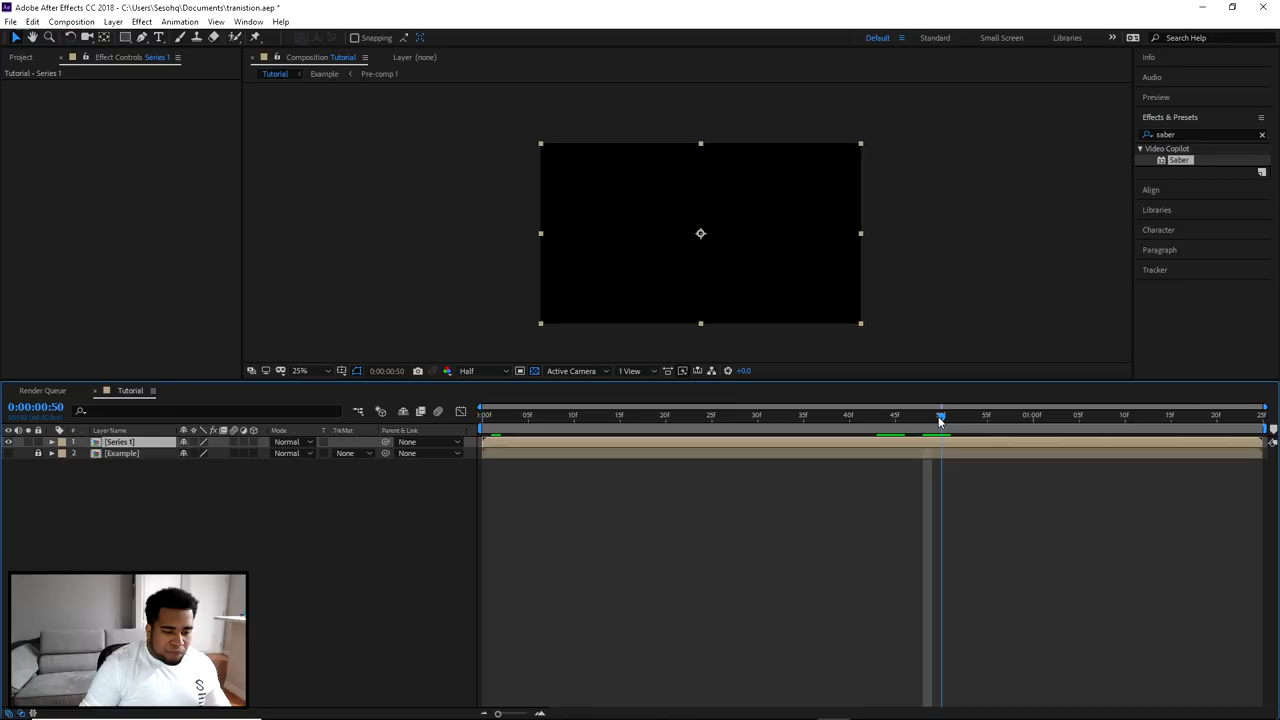 Adobe After Effects CC 2018 - C:\Users\Sesohq\Documents\tranistion.aep *
File Edit Composition Layer Effect Animation View Window Help
Snapping
Default Standard Small Screen Libraries Search Help
Project Effect Controls Series 1 Composition Tutorial Layer (none) Info
Tutorial • Series 1
Tutorial Example Pre-comp 1
Audio
Preview
Effects & Presets
saber
Video Copilot
Saber
Align
Libraries
Character
Paragraph
Tracker
25% 0:00:00:50 Half Active Camera 1 View +0.0
Render Queue Tutorial
0:00:00:50
05F 10F 15F 20F 25F 30F 35F 40F 45F 55F 01:00F 05F 10F 15F 20F 25F
# Layer Name Mode T .TrkMat Parent & Link
1 [Series 1] Normal None
2 [Example] Normal None None